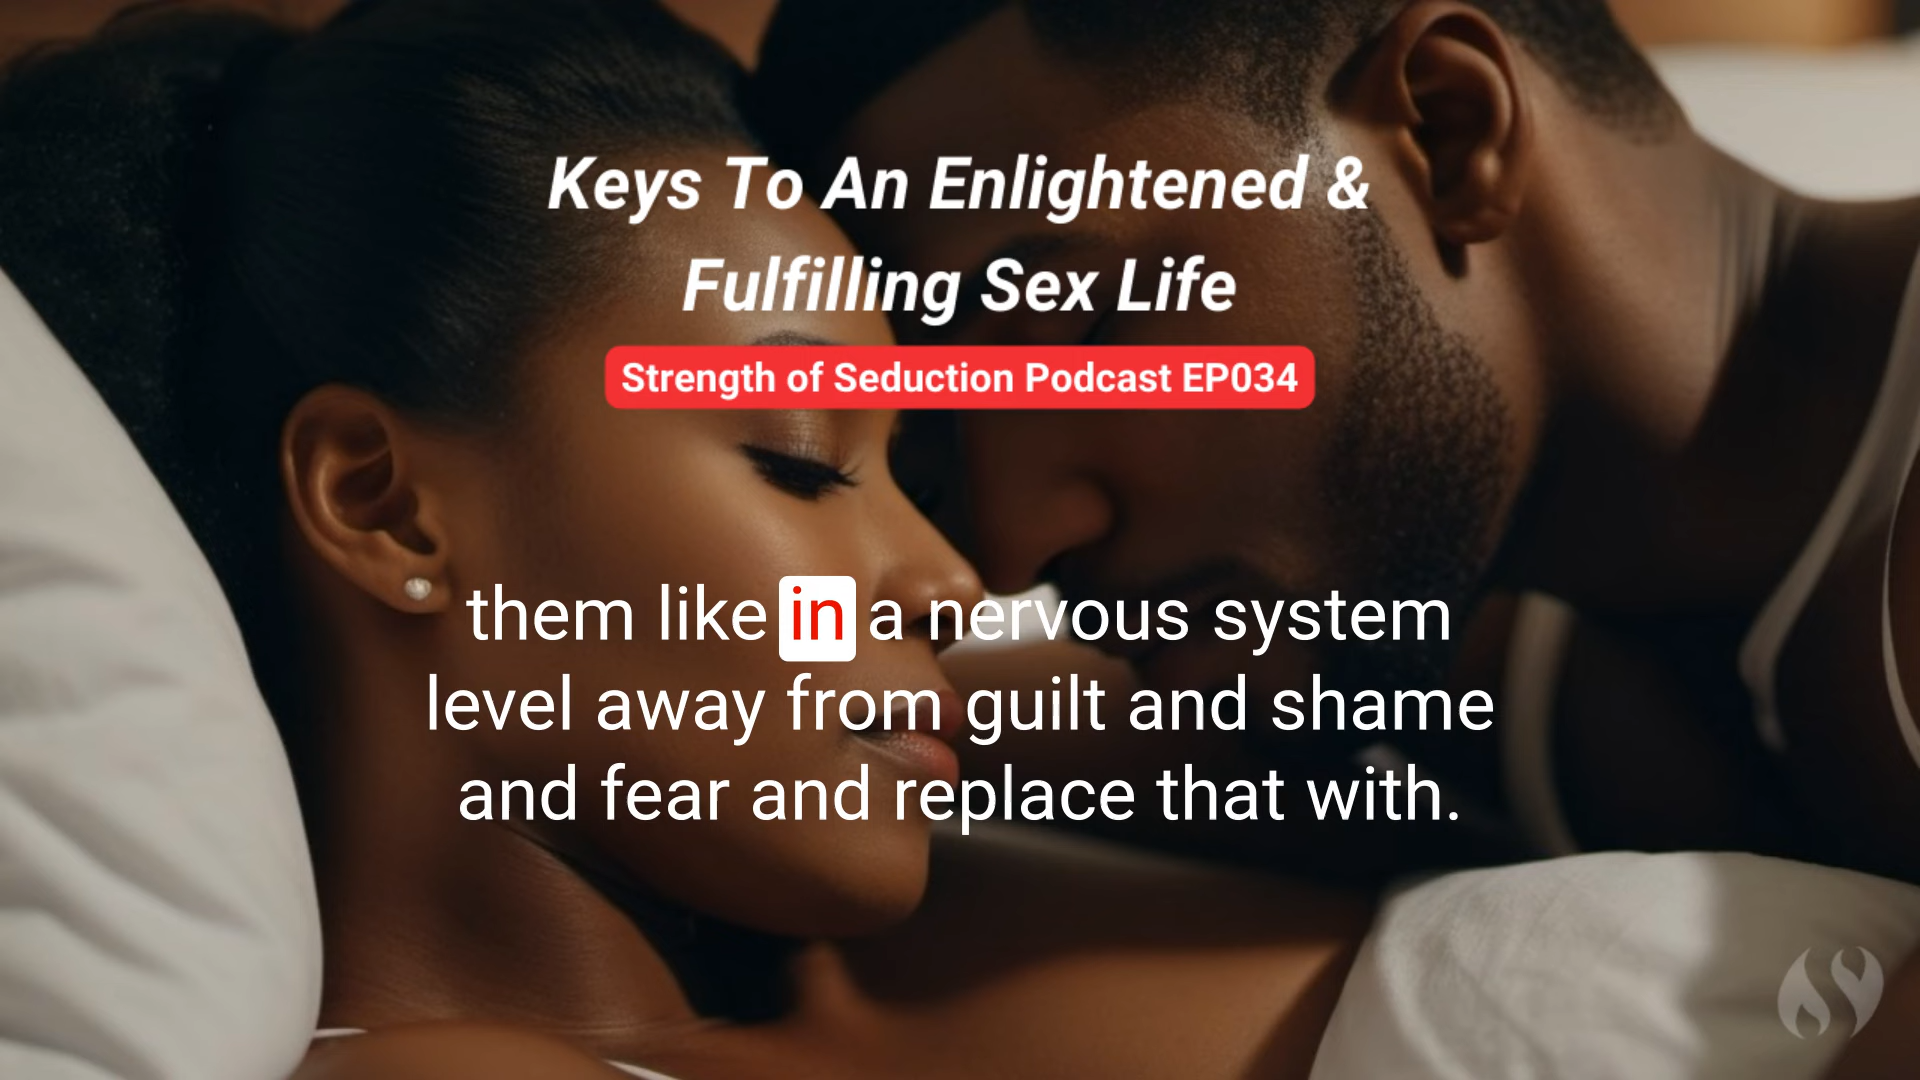 Keys To An Enlightened &
Fulfilling Sex Life
Strength of Seduction Podcast EP034
them like in a nervous system
level away from guilt and shame
and fear and replace that with.